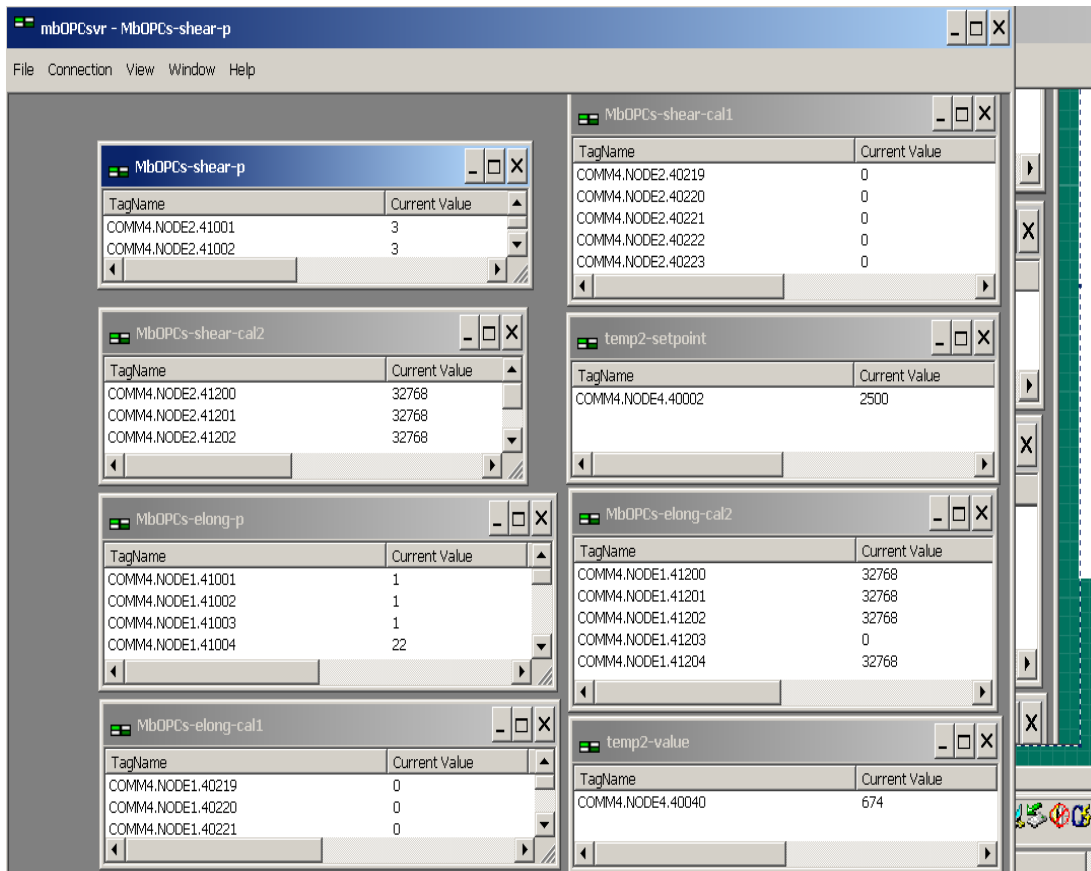 mbOPCsvr - MbOPCs-shear-p
File Connection View Window Help
MbOPCs-shear-p
TagName Current Value
COMM4.NODE2.41001 3
COMM4.NODE2.41002 3
MbOPCs-shear-cal2
TagName Current Value
COMM4.NODE2.41200 32768
COMM4.NODE2.41201 32768
COMM4.NODE2.41202 32768
MbOPCs-elong-p
TagName Current Value
COMM4.NODE1.41001 1
COMM4.NODE1.41002 1
COMM4.NODE1.41003 1
COMM4.NODE1.41004 22
MbOPCs-elong-cal1
TagName Current Value
COMM4.NODE1.40219 0
COMM4.NODE1.40220 0
COMM4.NODE1.40221 0
MbOPCs-shear-cal1
TagName Current Value
COMM4.NODE2.40219 0
COMM4.NODE2.40220 0
COMM4.NODE2.40221 0
COMM4.NODE2.40222 0
COMM4.NODE2.40223 0
temp2-setpoint
TagName Current Value
COMM4.NODE4.40002 2500
MbOPCs-elong-cal2
TagName Current Value
COMM4.NODE1.41200 32768
COMM4.NODE1.41201 32768
COMM4.NODE1.41202 32768
COMM4.NODE1.41203 0
COMM4.NODE1.41204 32768
temp2-value
TagName Current Value
COMM4.NODE4.40040 674